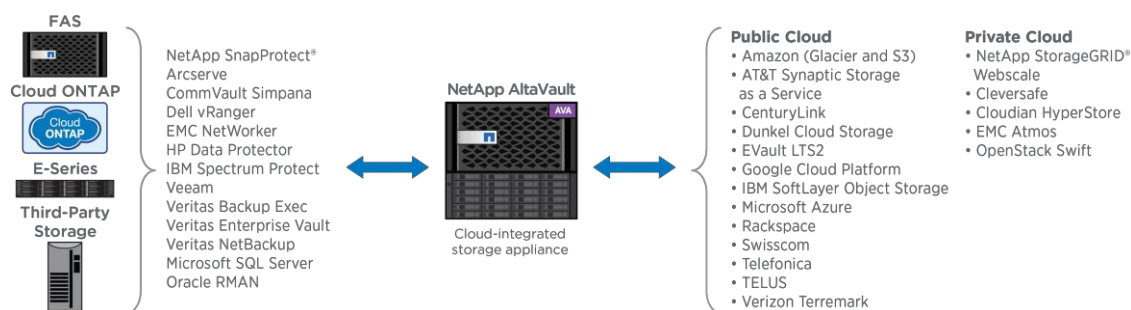 FAS
Cloud ONTAP
Cloud
ONTAP
E-Series
Third-Party
Storage
NetApp SnapProtect®
Arcserve
CommVault Simpana
Dell vRanger
EMC NetWorker
HP Data Protector
IBM Spectrum Protect
Veeam
Veritas Backup Exec
Veritas Enterprise Vault
Veritas NetBackup
Microsoft SQL Server
Oracle RMAN
NetApp AltaVault
AVA
Cloud-integrated
storage appliance
Public Cloud
• Amazon (Glacier and S3)
• AT&T Synaptic Storage
as a Service
• CenturyLink
• Dunkel Cloud Storage
• EVault LTS2
• Google Cloud Platform
• IBM SoftLayer Object Storage
• Microsoft Azure
• Rackspace
• Swisscom
• Telefonica
• TELUS
• Verizon Terremark
Private Cloud
• NetApp StorageGRID®
Webscale
• Cleversafe
• Cloudian HyperStore
• EMC Atmos
• OpenStack Swift